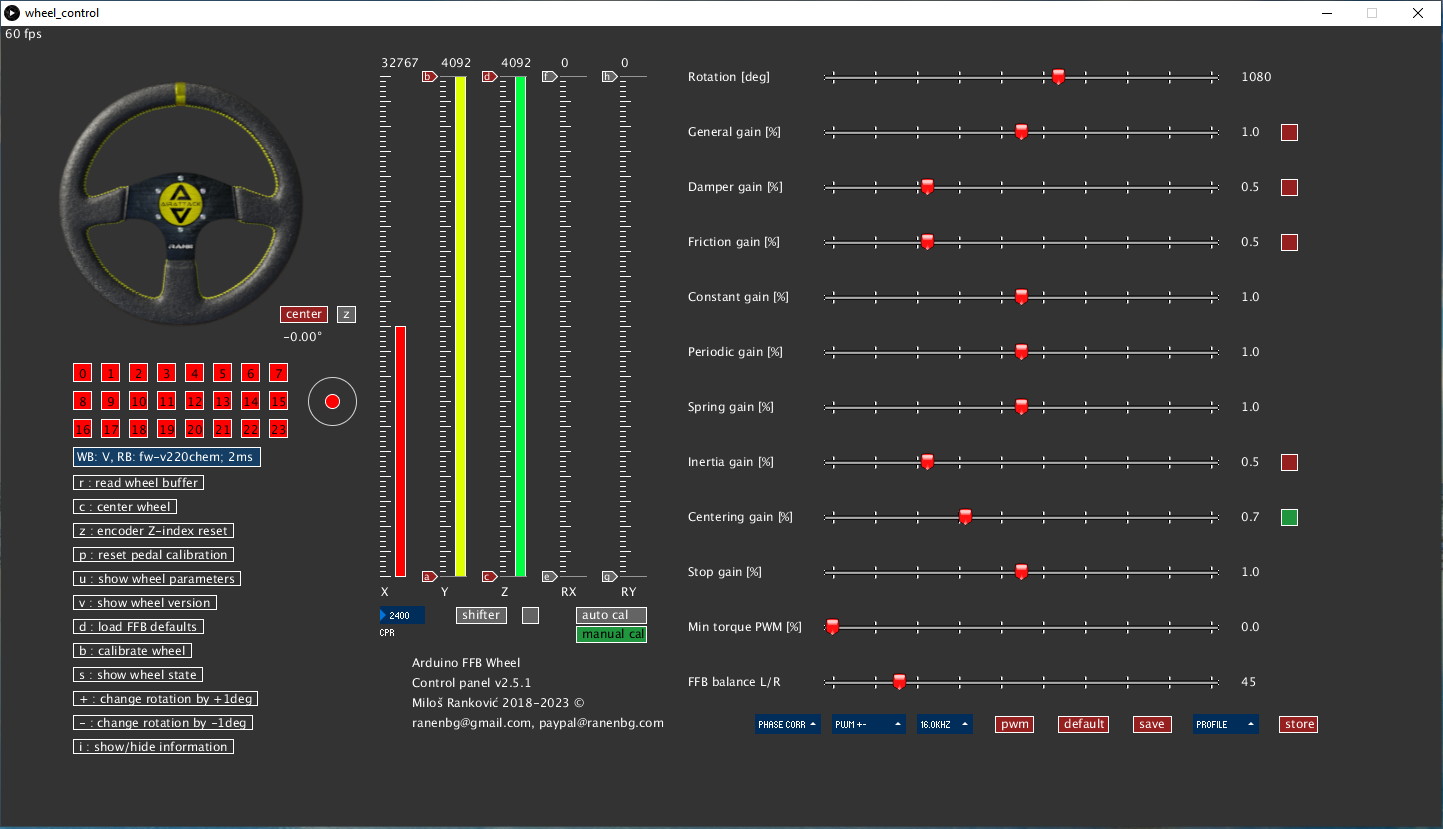 wheel_control
60 fps
32767 4092 4092 0 0
b d f h
AIRATTACK
RANE
center z
-0.00°
0 1 2 3 4 5 6 7
8 9 10 11 12 13 14 15
16 17 18 19 20 21 22 23
WB: V, RB: fw-v220chem; 2ms
r : read wheel buffer
c : center wheel
z : encoder Z-index reset
p : reset pedal calibration
u : show wheel parameters
v : show wheel version
d : load FFB defaults
b : calibrate wheel
s : show wheel state
+ : change rotation by +1deg
- : change rotation by -1deg
i : show/hide information
a c e g
X Y Z RX RY
2400 shifter auto cal
CPR manual cal
Arduino FFB Wheel
Control panel v2.5.1
Miloš Ranković 2018-2023 ©
ranenbg@gmail.com, paypal@ranenbg.com
Rotation [deg] 1080
General gain [%] 1.0
Damper gain [%] 0.5
Friction gain [%] 0.5
Constant gain [%] 1.0
Periodic gain [%] 1.0
Spring gain [%] 1.0
Inertia gain [%] 0.5
Centering gain [%] 0.7
Stop gain [%] 1.0
Min torque PWM [%] 0.0
FFB balance L/R 45
PHASE CORR PWM +- 16.0KHZ pwm default save PROFILE store